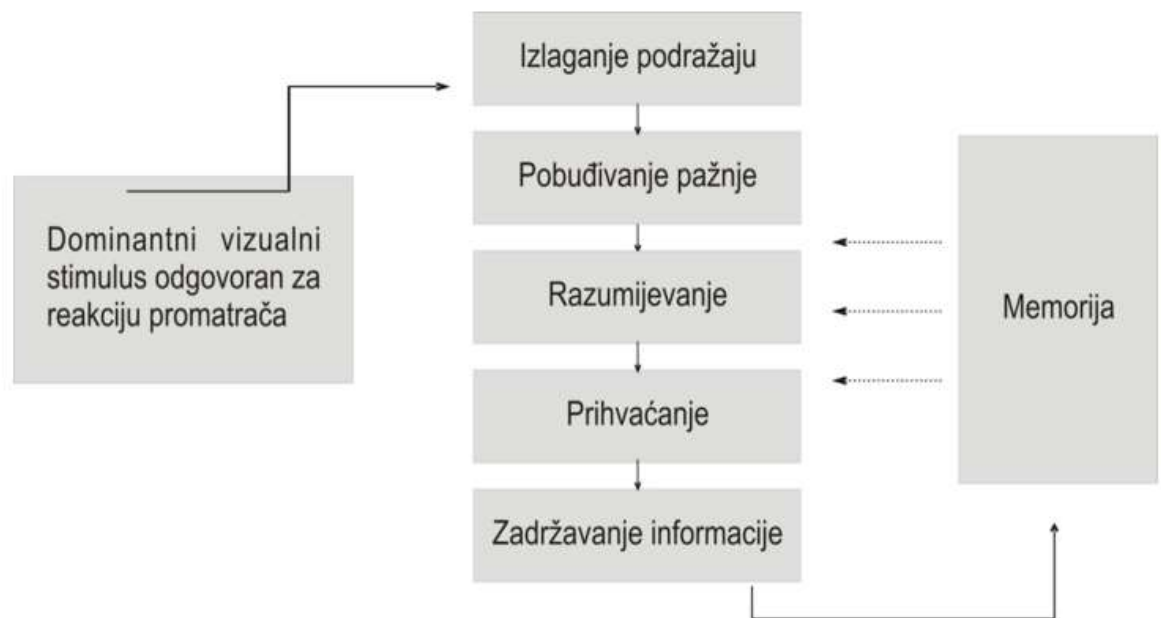 Izlaganje podražaju
Pobuđivanje pažnje
Dominantni vizualni
stimulus odgovoran za
reakciju promatrača
Razumijevanje
Memorija
Prihvaćanje
Zadržavanje informacije